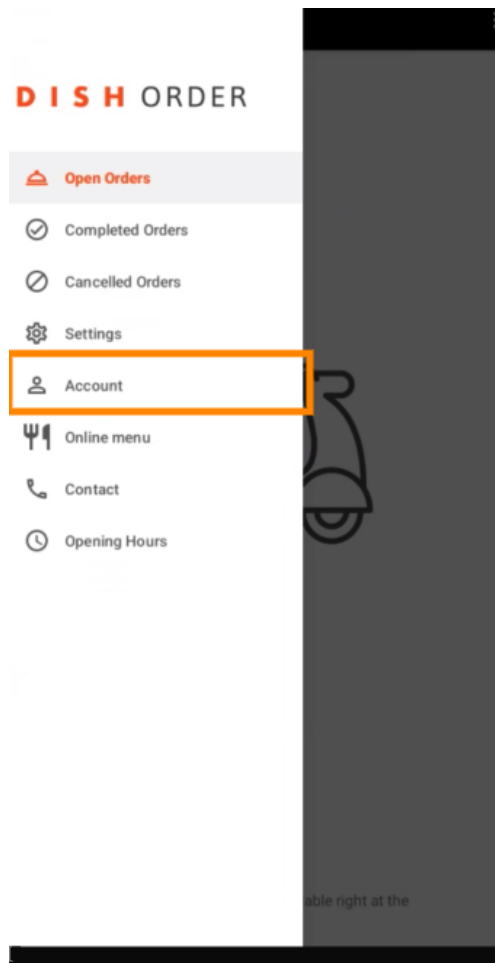 DISH ORDER
Open Orders
Completed Orders
Cancelled Orders
Settings
Account
Online menu
Contact
Opening Hours
able right at the